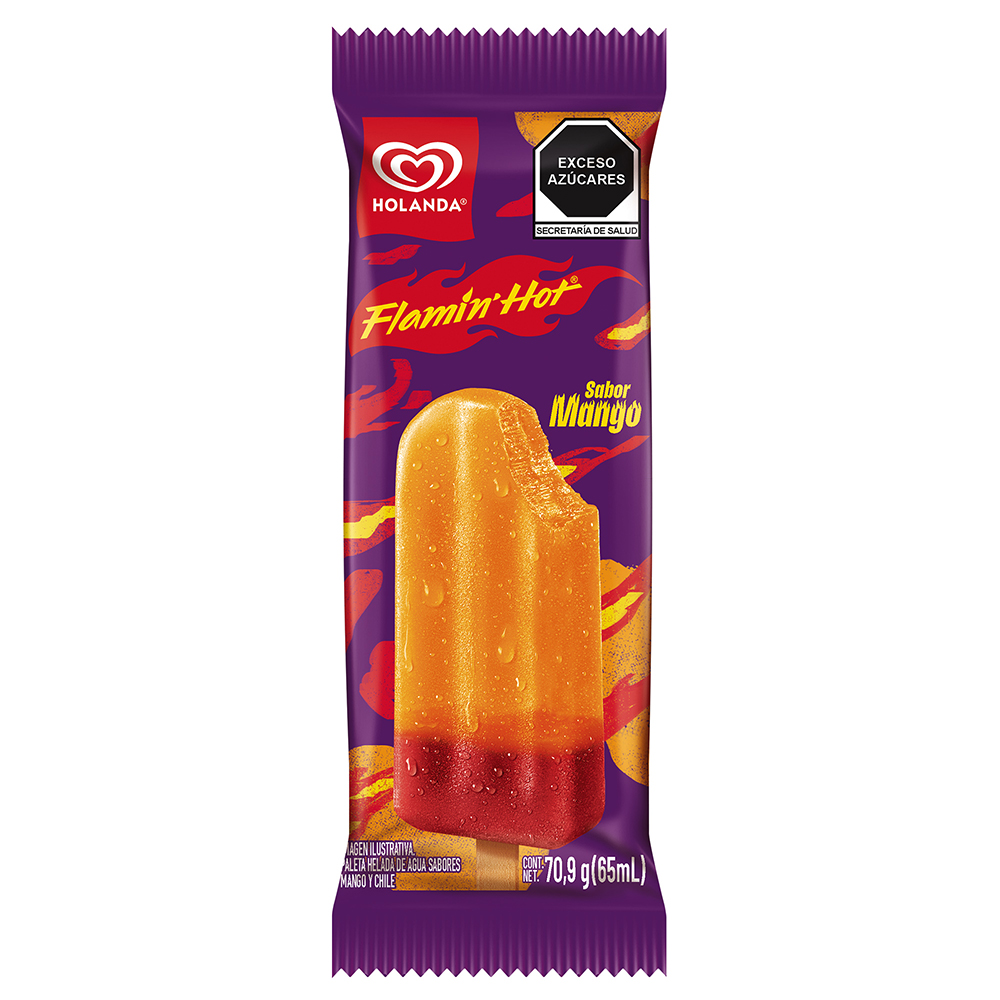 HOLANDA®
EXCESO
AZÚCARES
SECRETARÍA DE SALUD
Flamin' Hot®
Sabor
Mango
IMAGEN ILUSTRATIVA.
PALETA HELADA DE AGUA SABORES
MANGO Y CHILE
CONT.
NET. 70,9 g(65mL)